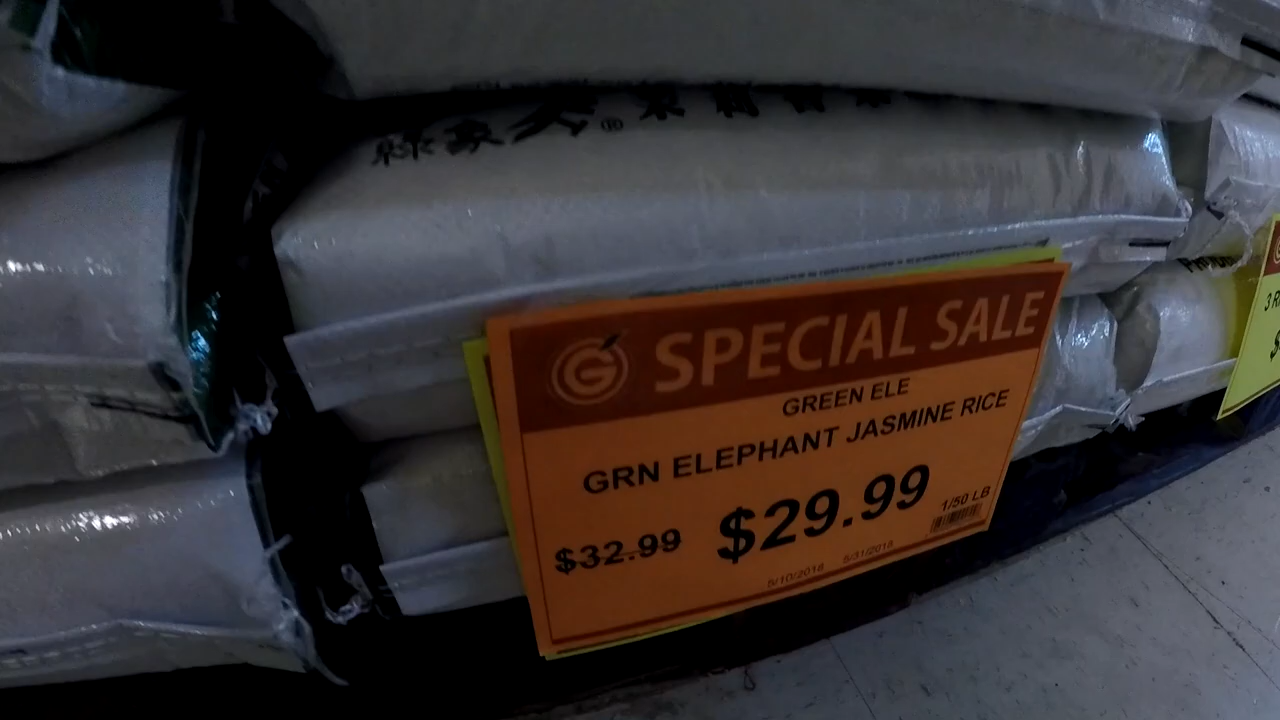 ®
G SPECIAL SALE
GREEN ELE
GRN ELEPHANT JASMINE RICE
$32.99 $29.99 1/50 LB
5/10/2018 5/31/2018